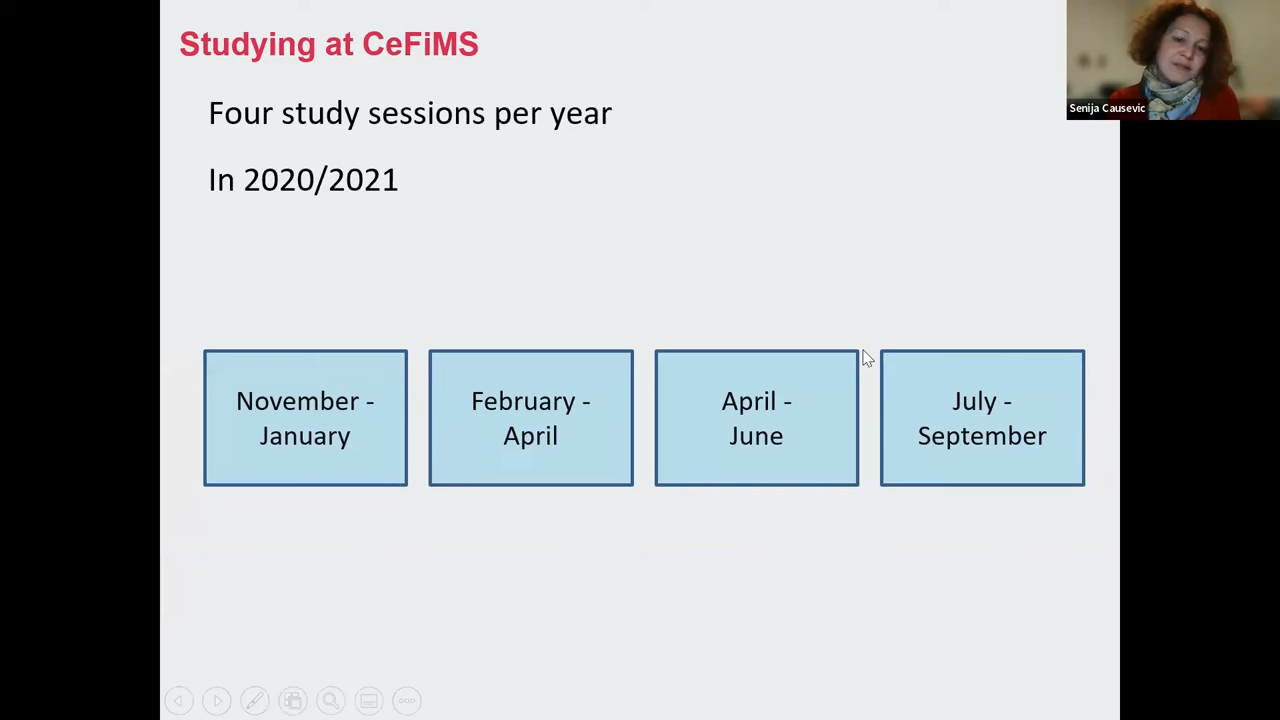 Studying at CeFiMS
Senija Causevic
Four study sessions per year
In 2020/2021
November -
January
February -
April
April -
June
July -
September